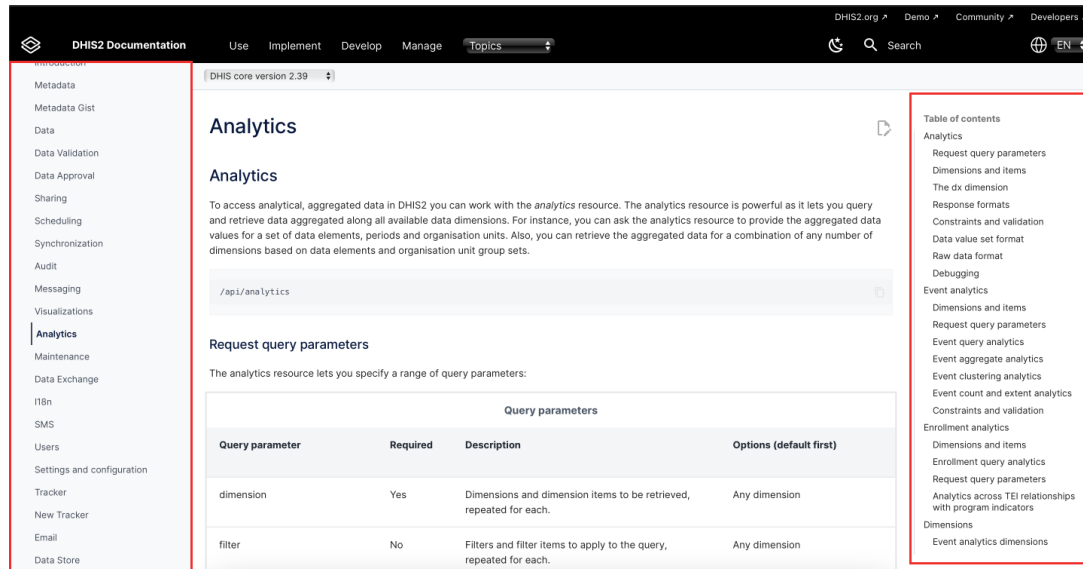 DHIS2.org ↗ Demo ↗ Community ↗ Developers
DHIS2 Documentation Use Implement Develop Manage Topics Search EN
Introduction
Metadata
Metadata Gist
Data
Data Validation
Data Approval
Sharing
Scheduling
Synchronization
Audit
Messaging
Visualizations
Analytics
Maintenance
Data Exchange
I18n
SMS
Users
Settings and configuration
Tracker
New Tracker
Email
Data Store
DHIS core version 2.39
Analytics
Analytics
To access analytical, aggregated data in DHIS2 you can work with the analytics resource. The analytics resource is powerful as it lets you query
and retrieve data aggregated along all available data dimensions. For instance, you can ask the analytics resource to provide the aggregated data
values for a set of data elements, periods and organisation units. Also, you can retrieve the aggregated data for a combination of any number of
dimensions based on data elements and organisation unit group sets.
/api/analytics
Request query parameters
The analytics resource lets you specify a range of query parameters:
Query parameters
Query parameter Required Description Options (default first)
dimension Yes Dimensions and dimension items to be retrieved, Any dimension
repeated for each.
filter No Filters and filter items to apply to the query, Any dimension
repeated for each.
Table of contents
Analytics
Request query parameters
Dimensions and items
The dx dimension
Response formats
Constraints and validation
Data value set format
Raw data format
Debugging
Event analytics
Dimensions and items
Request query parameters
Event query analytics
Event aggregate analytics
Event clustering analytics
Event count and extent analytics
Constraints and validation
Enrollment analytics
Dimensions and items
Enrollment query analytics
Request query parameters
Analytics across TEI relationships
with program indicators
Dimensions
Event analytics dimensions